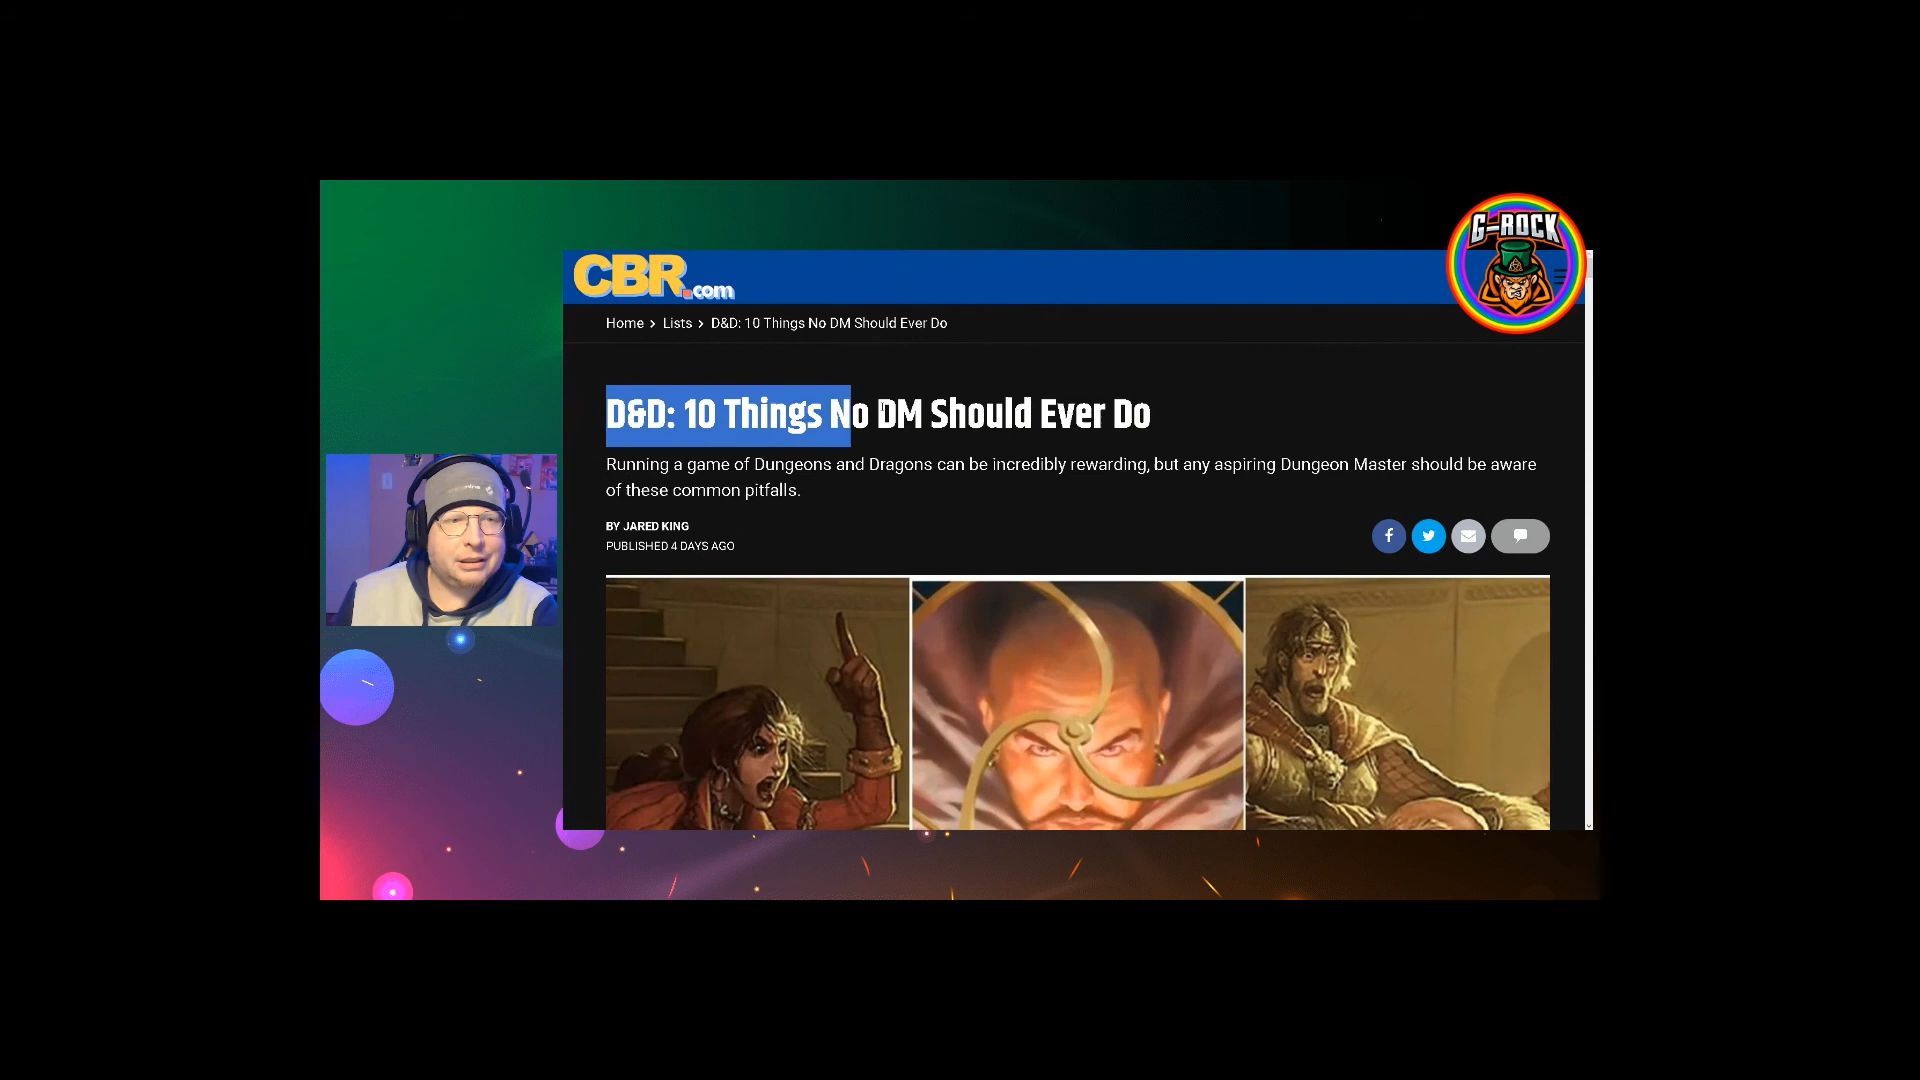 G-ROCK
CBR.com
Home > Lists > D&D: 10 Things No DM Should Ever Do
D&D: 10 Things No DM Should Ever Do
Running a game of Dungeons and Dragons can be incredibly rewarding, but any aspiring Dungeon Master should be aware
of these common pitfalls.
BY JARED KING
PUBLISHED 4 DAYS AGO